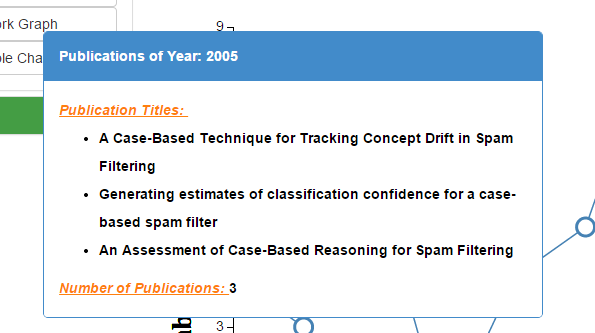 rk Graph
9
Publications of Year: 2005
le Cha
Publication Titles:
• A Case-Based Technique for Tracking Concept Drift in Spam
Filtering
• Generating estimates of classification confidence for a case-
based spam filter
• An Assessment of Case-Based Reasoning for Spam Filtering
Number of Publications: 3
3